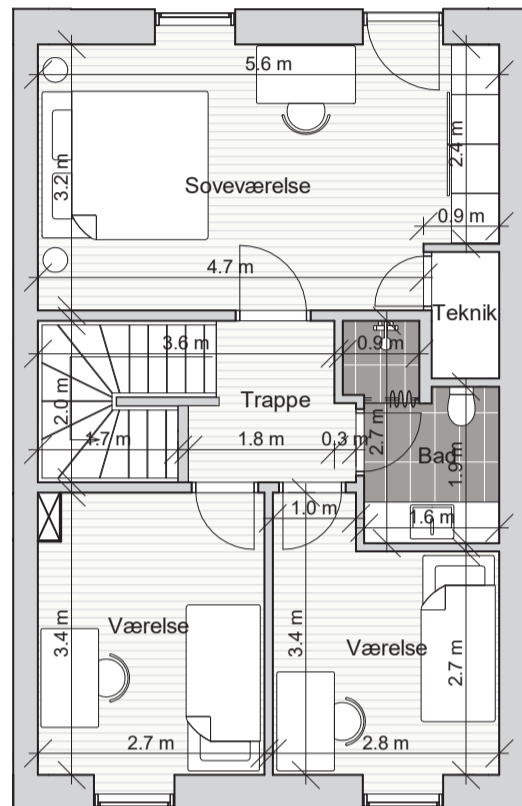 5.6 m
3.2 m
2.4 m
Soveværelse
0.9 m
4.7 m
Teknik
3.6 m
0.9 m
2.0 m
Trappe
1.7 m
1.8 m
0.3 m
2.7 m
Bad
1.9 m
1.0 m
1.6 m
3.4 m
Værelse
3.4 m
Værelse
2.7 m
2.7 m
2.8 m